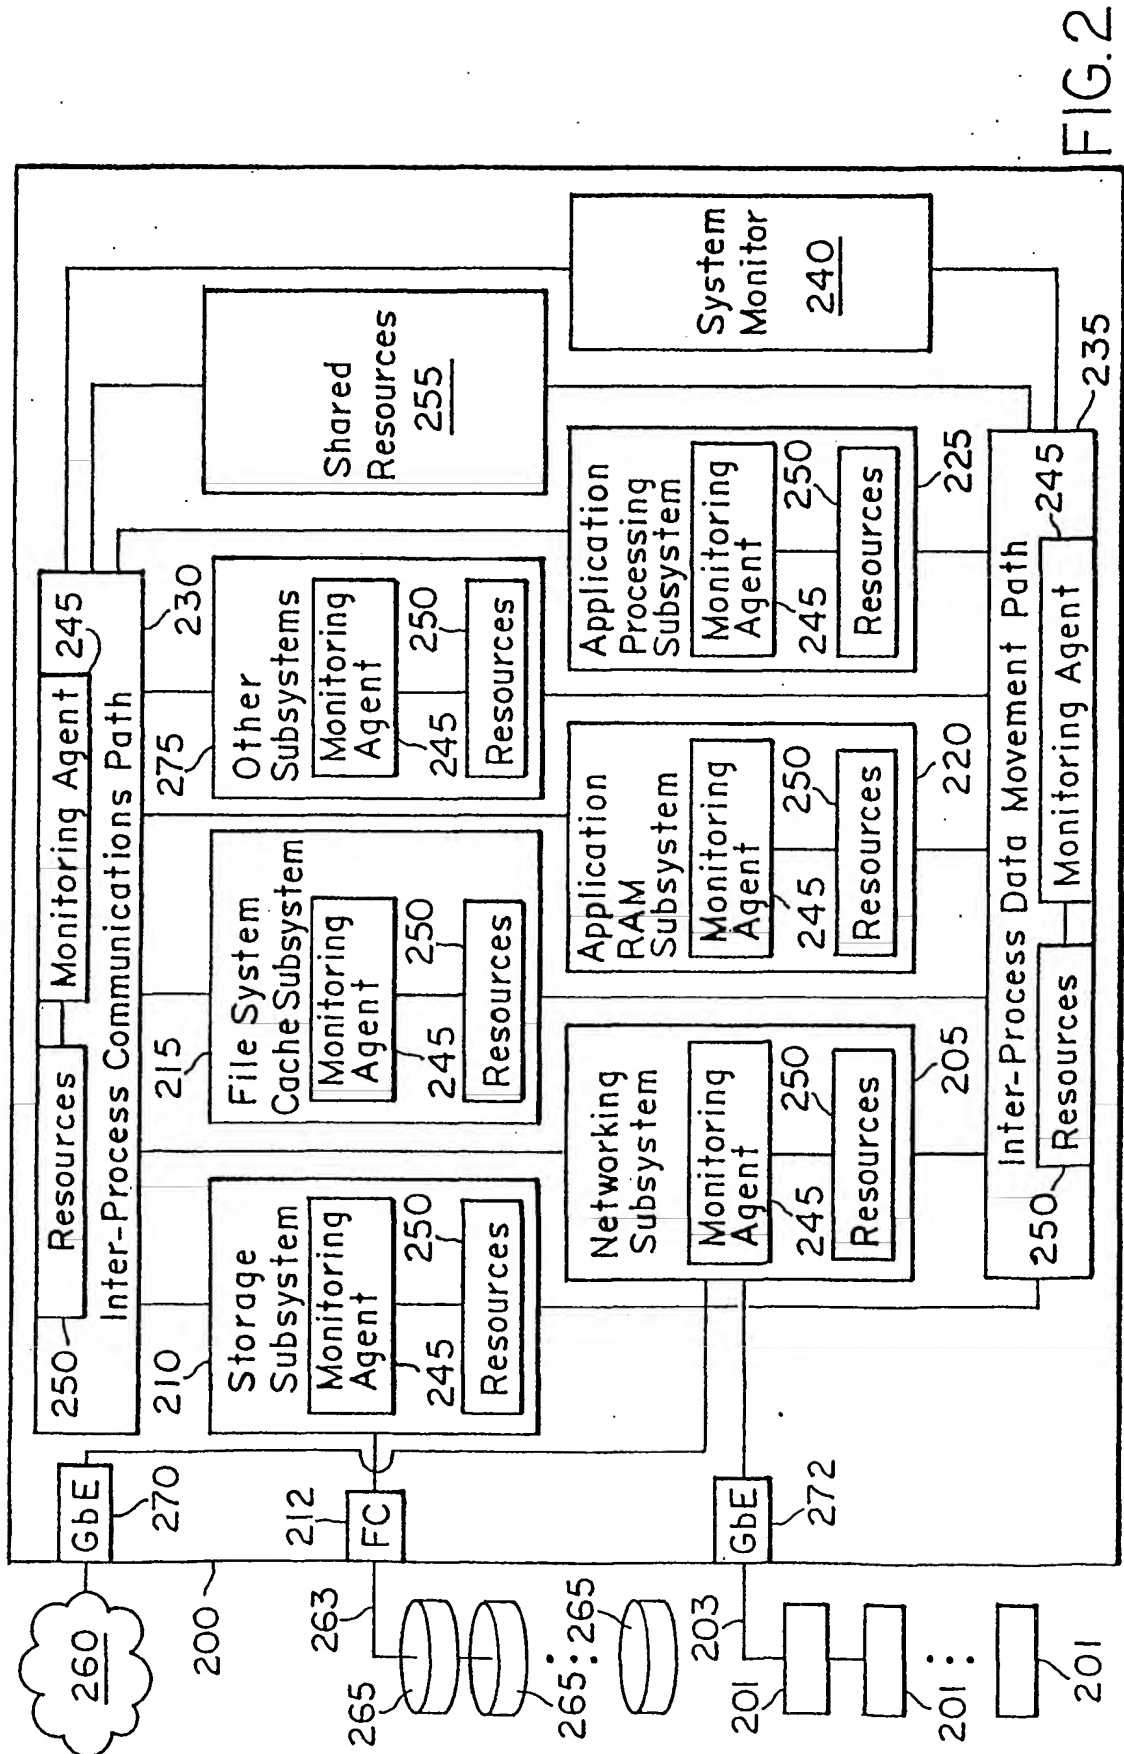 260
GbE
270
200
250
Resources
Monitoring Agent
245
Inter-Process Communications Path
230
210
Storage
Subsystem
Monitoring
Agent
245
250
Resources
215
File System
Cache Subsystem
Monitoring
Agent
245
250
Resources
275
Other
Subsystems
Monitoring
Agent
245
250
Resources
Shared
Resources
255
212
FC
263
265
265
265
203
GbE
272
201
201
201
Networking
Subsystem
Monitoring
Agent
245
250
Resources
205
Application
RAM
Subsystem
Monitoring
Agent
245
250
Resources
220
Application
Processing
Subsystem
Monitoring
Agent
245
250
Resources
225
System
Monitor
240
Inter-Process Data Movement Path
235
250
Resources
Monitoring Agent
245
FIG.2